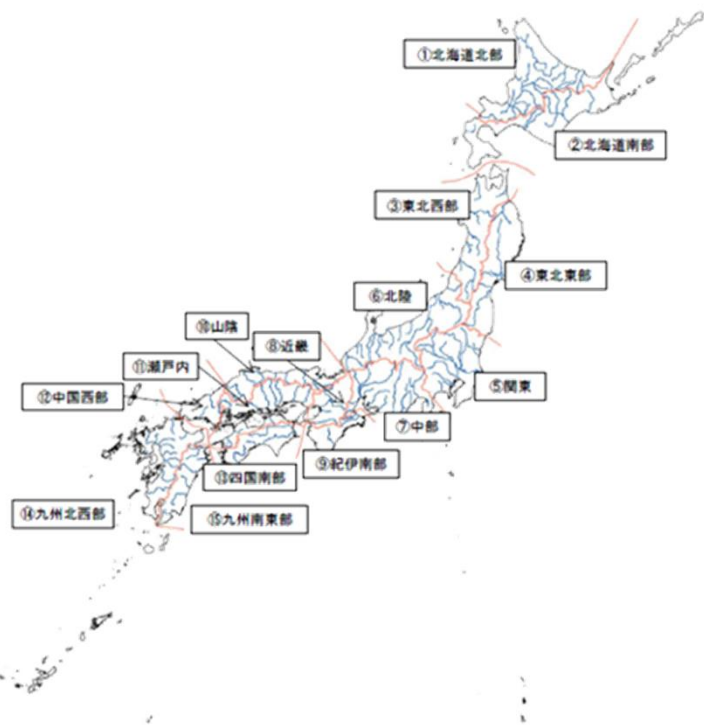 ①北海道北部
②北海道南部
③東北西部
④東北東部
⑥北陸
⑩山陰
⑧近畿
⑪瀬戸内
⑫中国西部
⑤関東
⑦中部
⑨紀伊南部
⑬四国南部
⑭九州北西部
⑮九州南東部